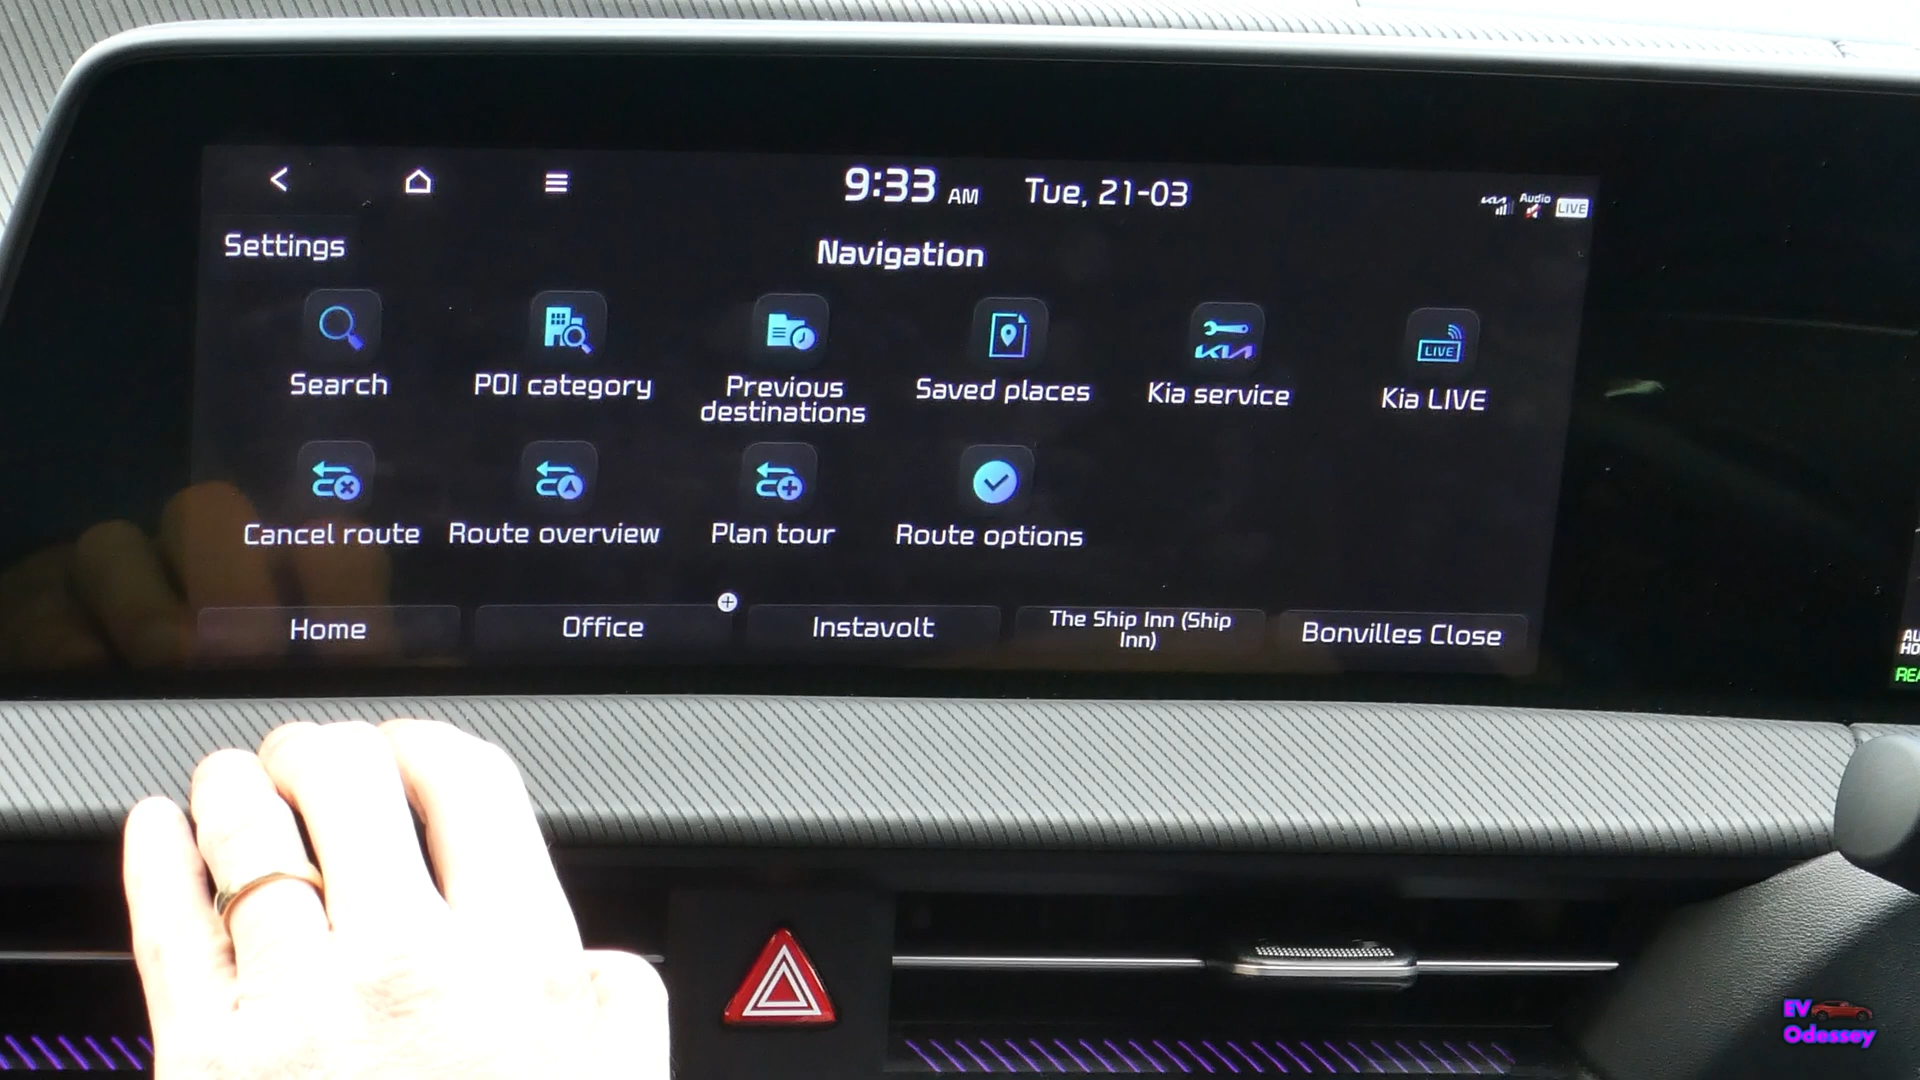 9:33 AM Tue, 21-03
Audio
LIVE
Settings
Navigation
Search
POI category
Previous
destinations
Saved places
KIA
Kia service
LIVE
Kia LIVE
Cancel route
Route overview
Plan tour
Route options
Home
Office
Instavolt
The Ship Inn (Ship
Inn)
Bonvilles Close
EV
Odessey